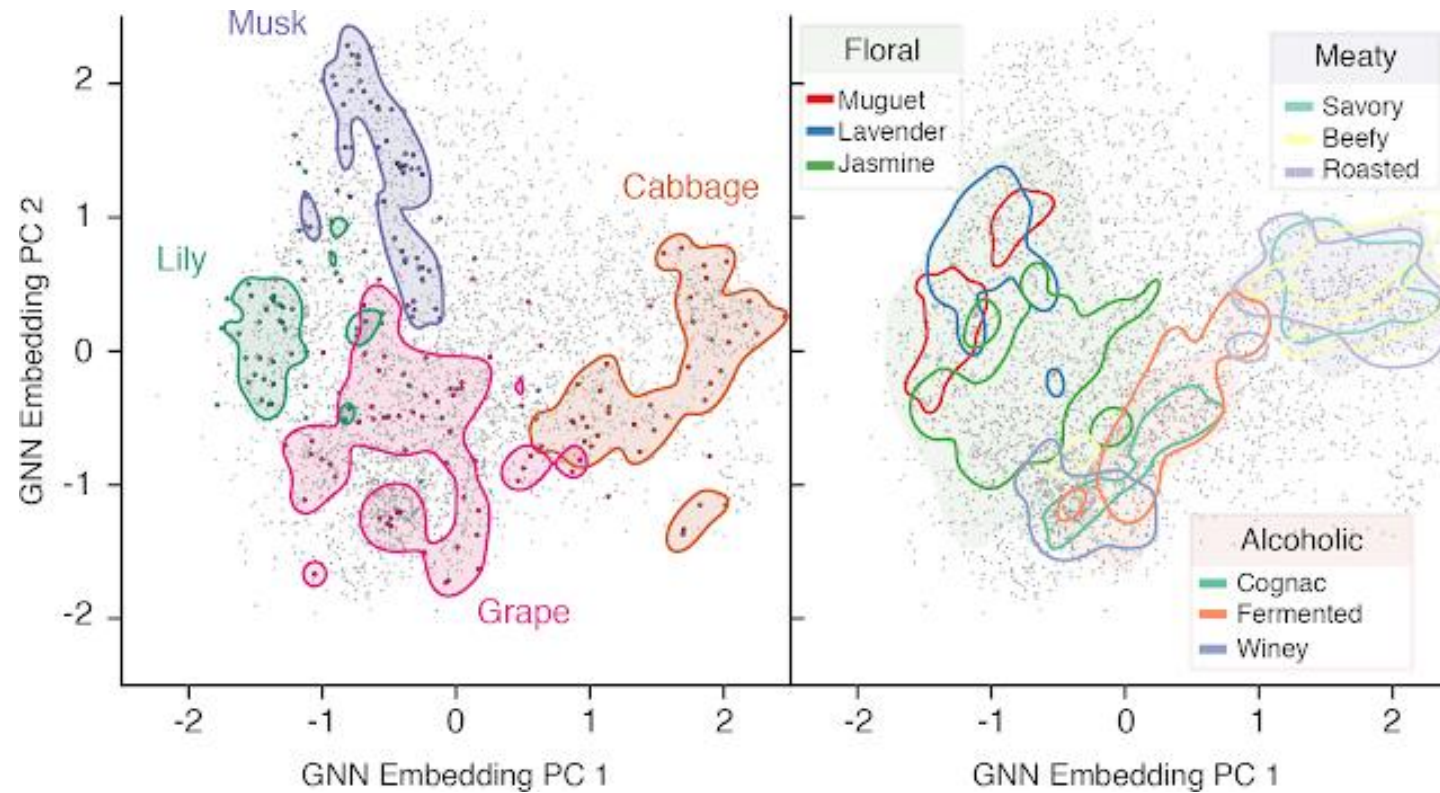 Musk
Cabbage
Lily
Grape
GNN Embedding PC 2
2
1
0
-1
-2
-2
-1
0
1
2
GNN Embedding PC 1
Floral
Muguet
Lavender
Jasmine
Meaty
Savory
Beefy
Roasted
Alcoholic
Cognac
Fermented
Winey
-2
-1
0
1
2
GNN Embedding PC 1